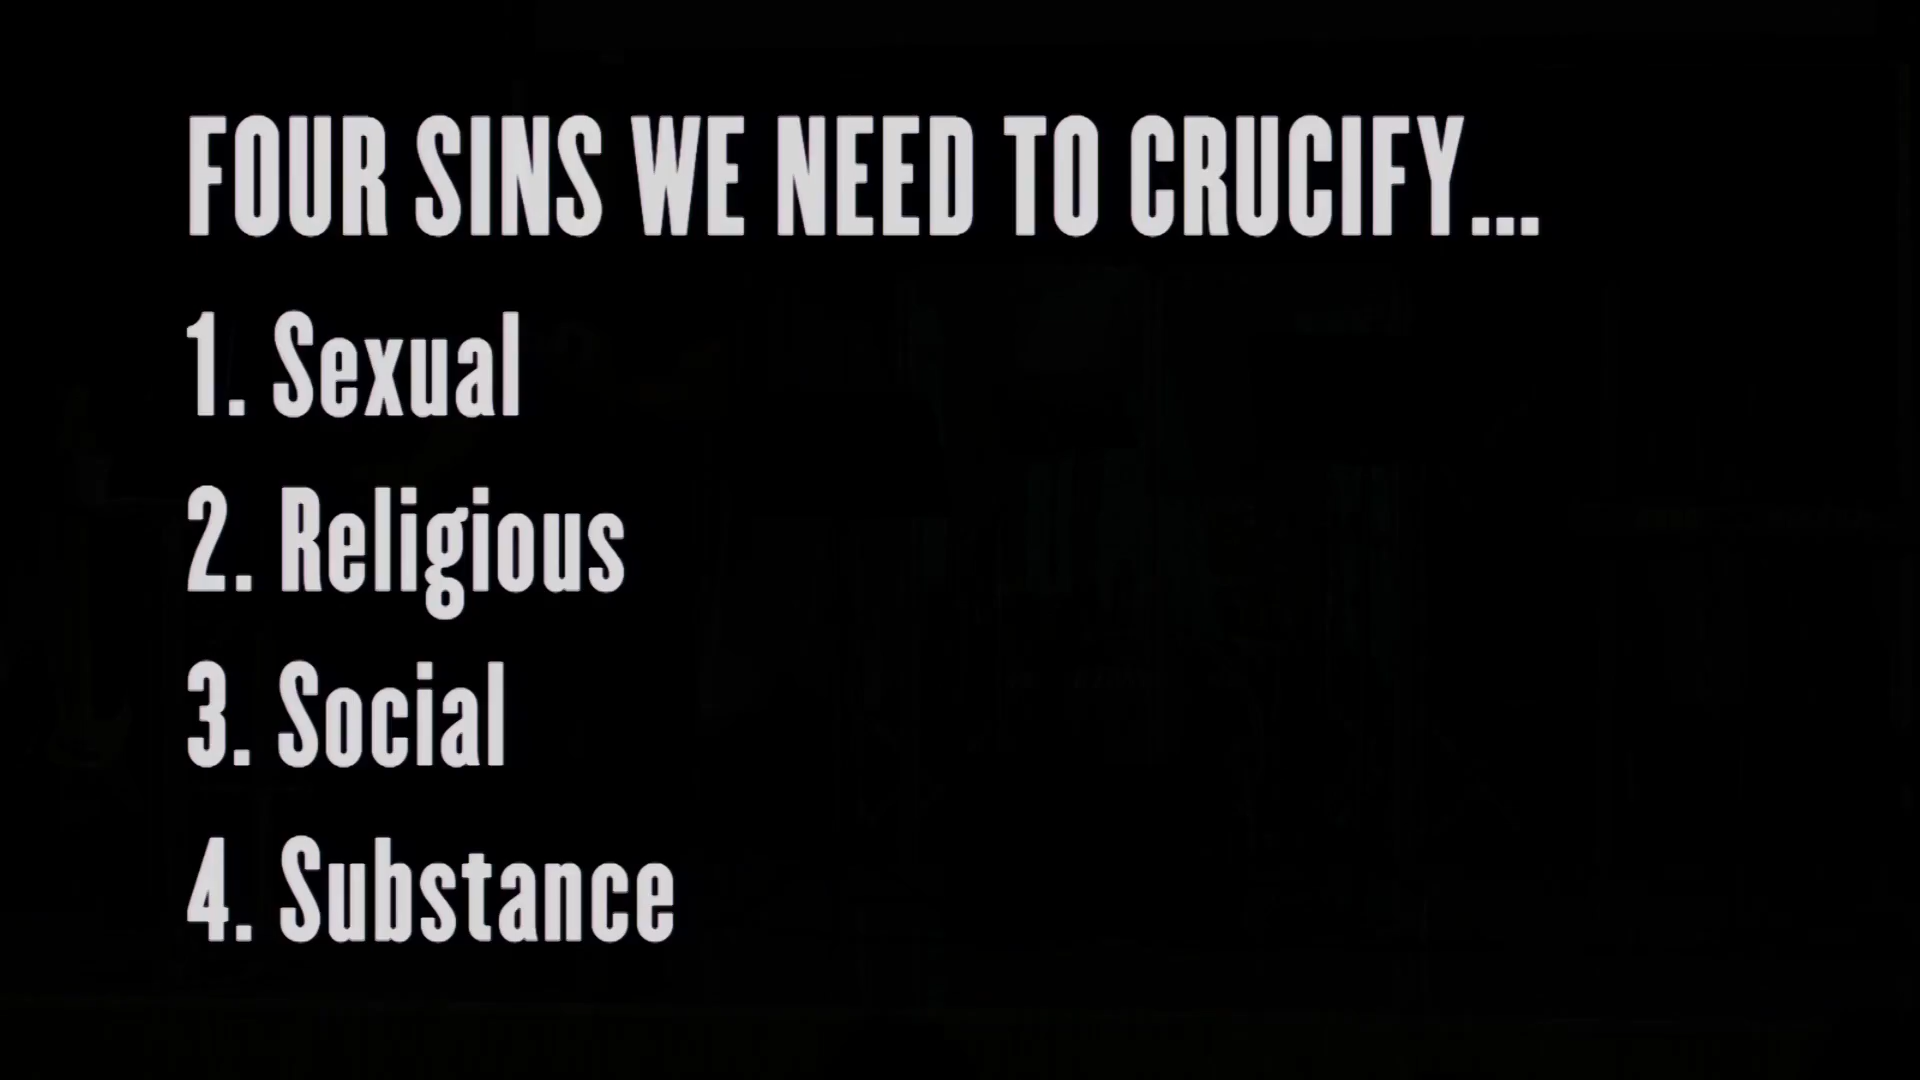 FOUR SINS WE NEED TO CRUCIFY...
1. Sexual
2. Religious
3. Social
4. Substance